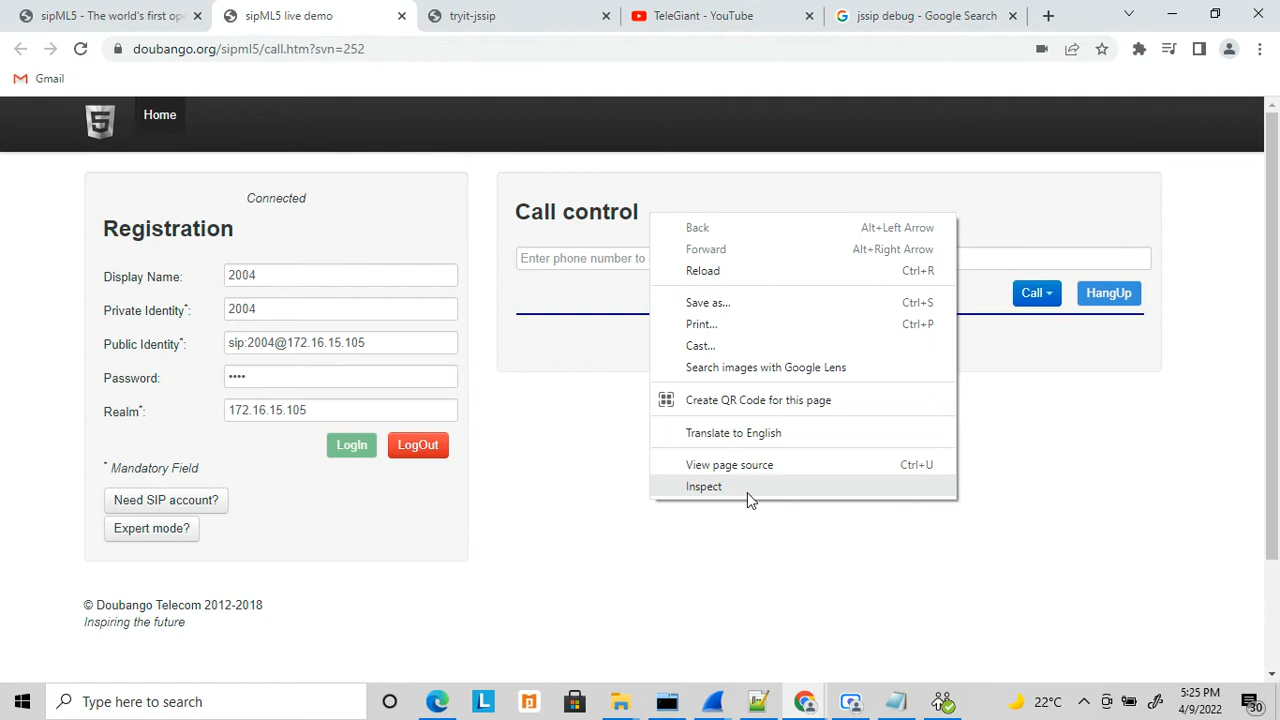 sipML5 - The world's first ope
sipML5 live demo
tryit-jssip
TeleGiant - YouTube
jssip debug - Google Search
doubango.org/sipml5/call.htm?svn=252
Gmail
5
Home
Connected
Registration
Display Name:
2004
Private Identity*:
2004
Public Identity*:
sip:2004@172.16.15.105
Password:
••••
Realm*:
172.16.15.105
LogIn
LogOut
* Mandatory Field
Need SIP account?
Expert mode?
Call control
Enter phone number to
Call
HangUp
Back Alt+Left Arrow
Forward Alt+Right Arrow
Reload Ctrl+R
Save as... Ctrl+S
Print... Ctrl+P
Cast...
Search images with Google Lens
Create QR Code for this page
Translate to English
View page source Ctrl+U
Inspect
© Doubango Telecom 2012-2018
Inspiring the future
Type here to search
L
22°C
5:25 PM
4/9/2022
30